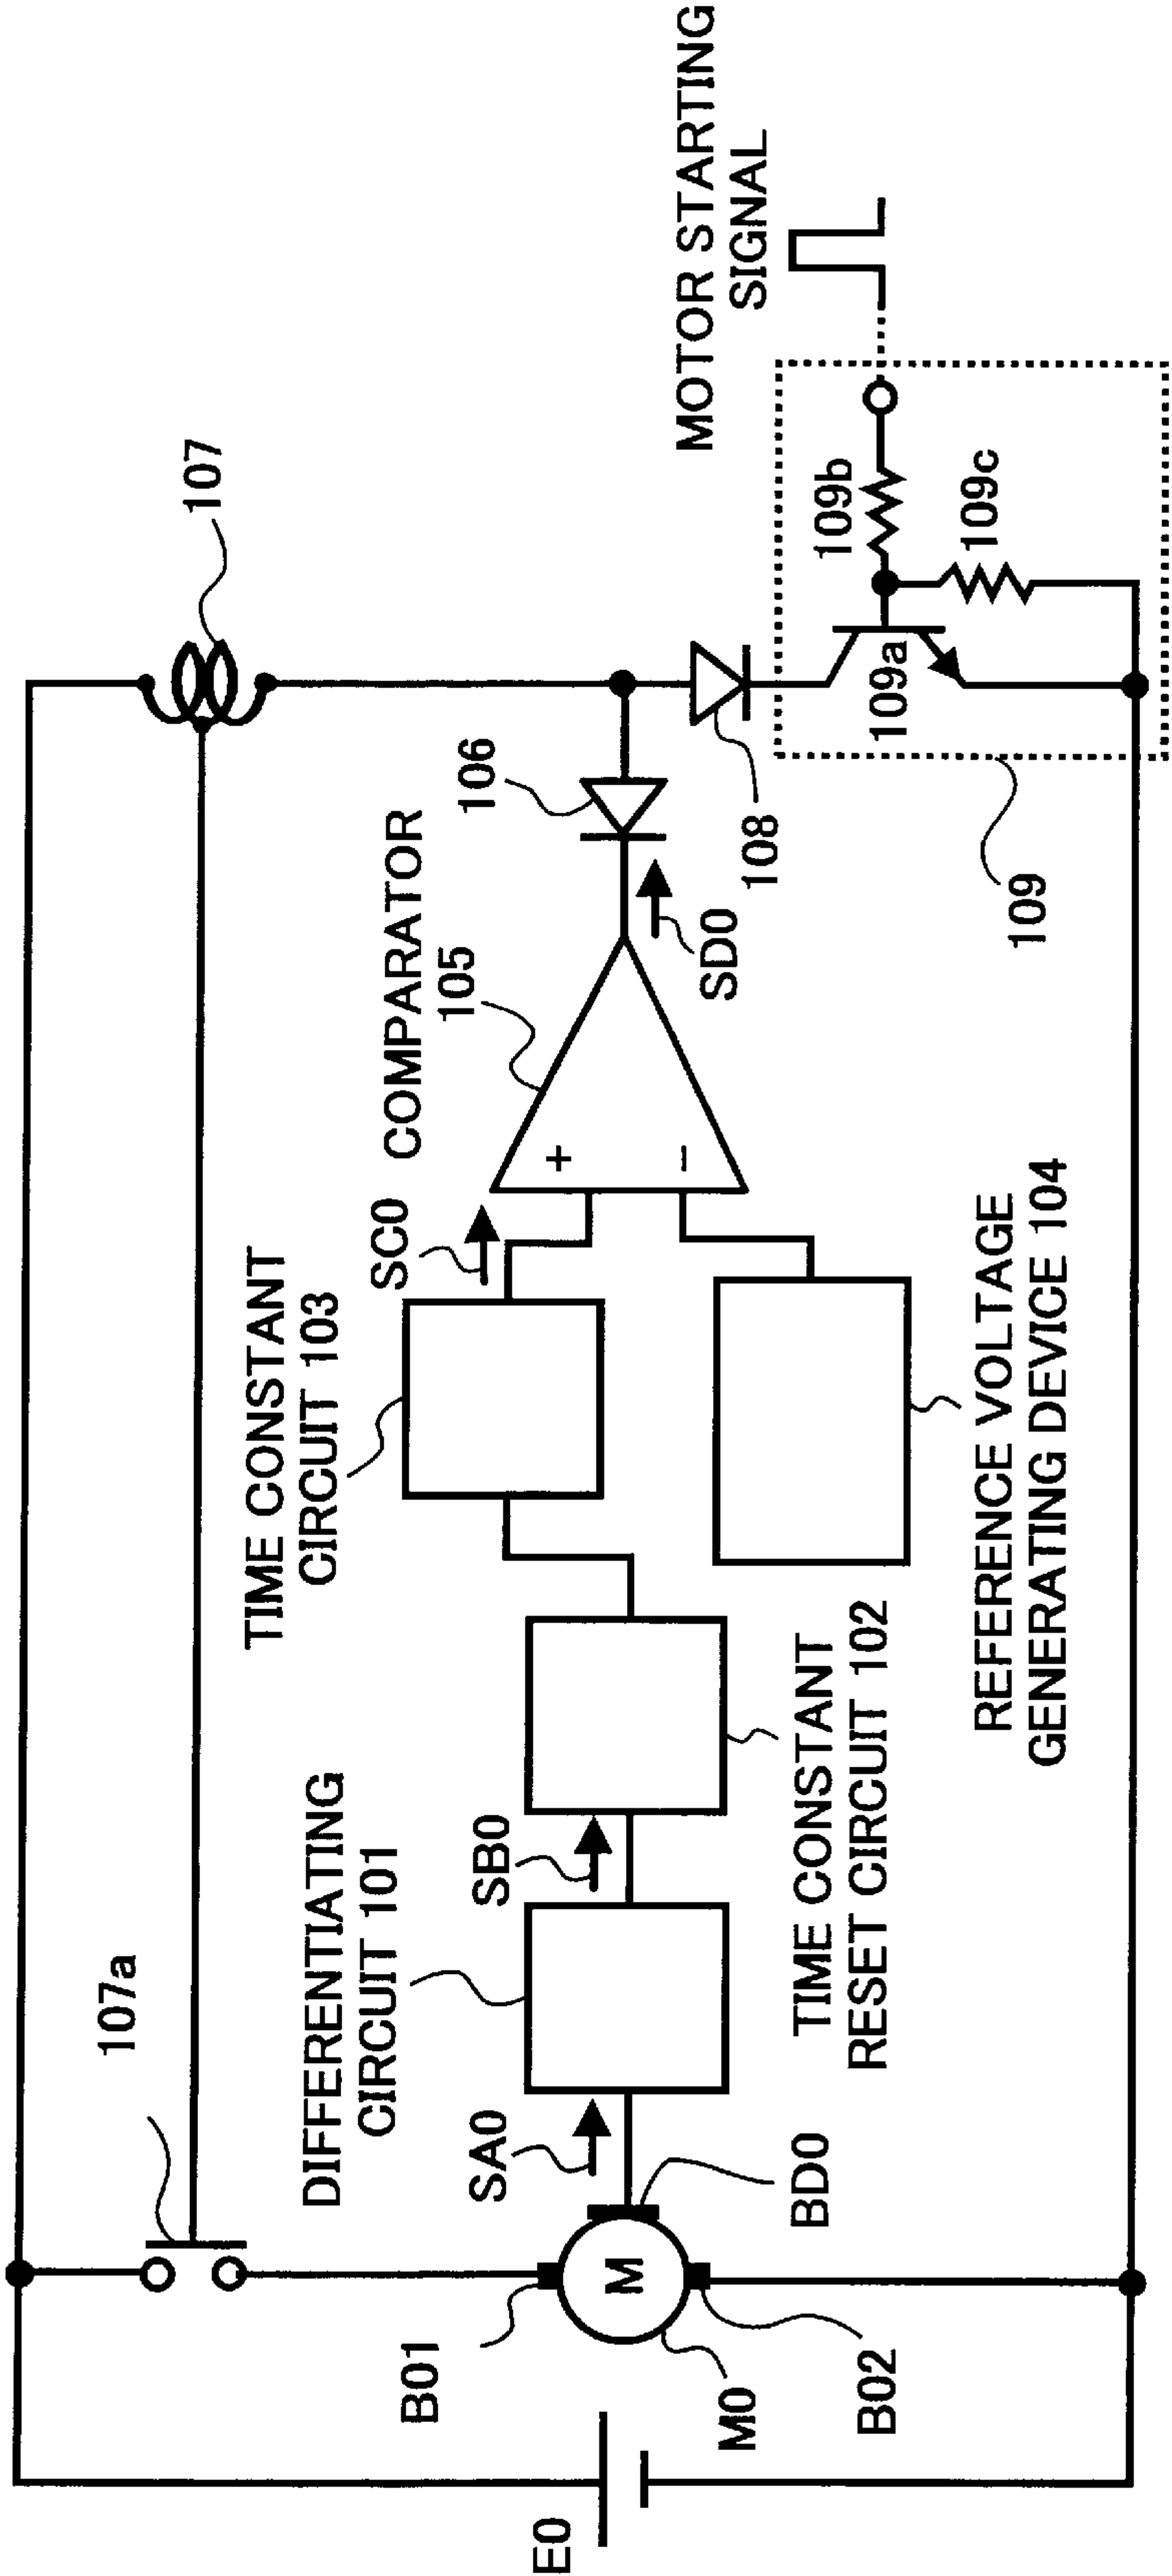 107a
107
MOTOR STARTING
SIGNAL
DIFFERENTIATING
CIRCUIT 101
TIME CONSTANT
CIRCUIT 103
COMPARATOR
105
106
B01
SA0
SB0
SC0
+
−
E0
M
M0
B02
BD0
TIME CONSTANT
RESET CIRCUIT 102
REFERENCE VOLTAGE
GENERATING DEVICE 104
SD0
108
109
109a
109b
109c